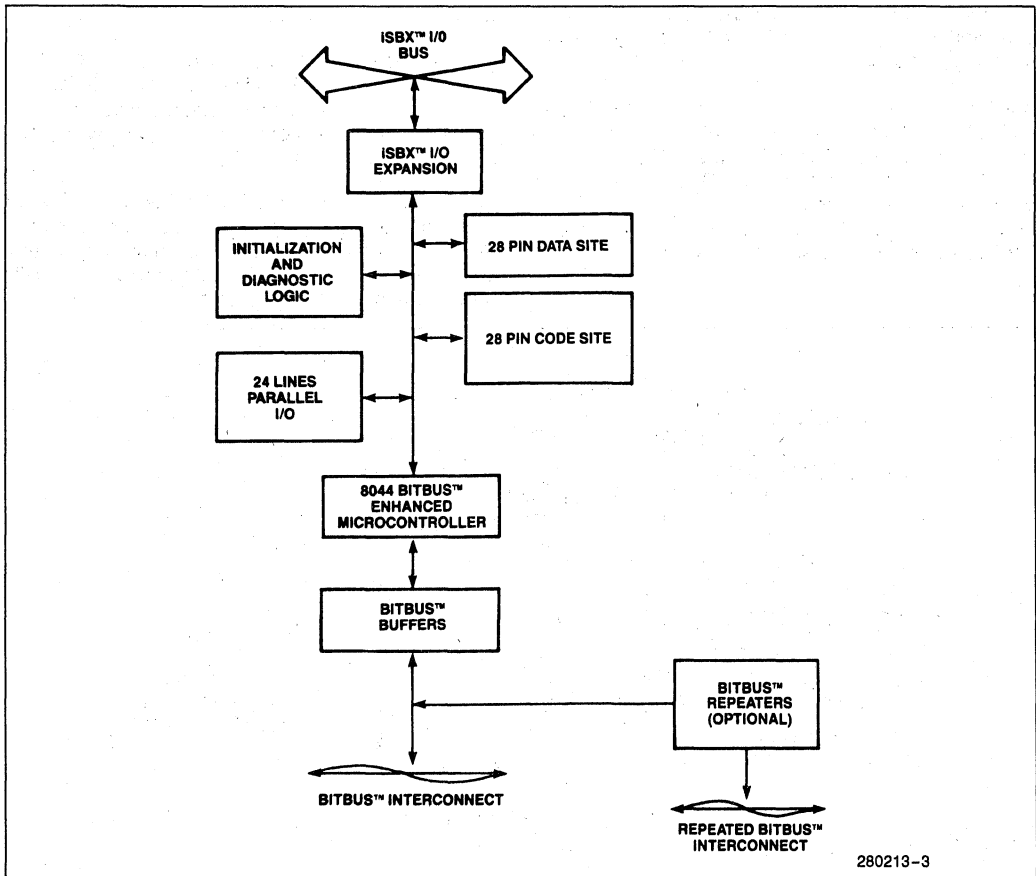 iSBX™ I/O
BUS
iSBX™ I/O
EXPANSION
INITIALIZATION
AND
DIAGNOSTIC
LOGIC
28 PIN DATA SITE
28 PIN CODE SITE
24 LINES
PARALLEL
I/O
8044 BITBUS™
ENHANCED
MICROCONTROLLER
BITBUS™
BUFFERS
BITBUS™
REPEATERS
(OPTIONAL)
BITBUS™ INTERCONNECT
REPEATED BITBUS™
INTERCONNECT
280213-3